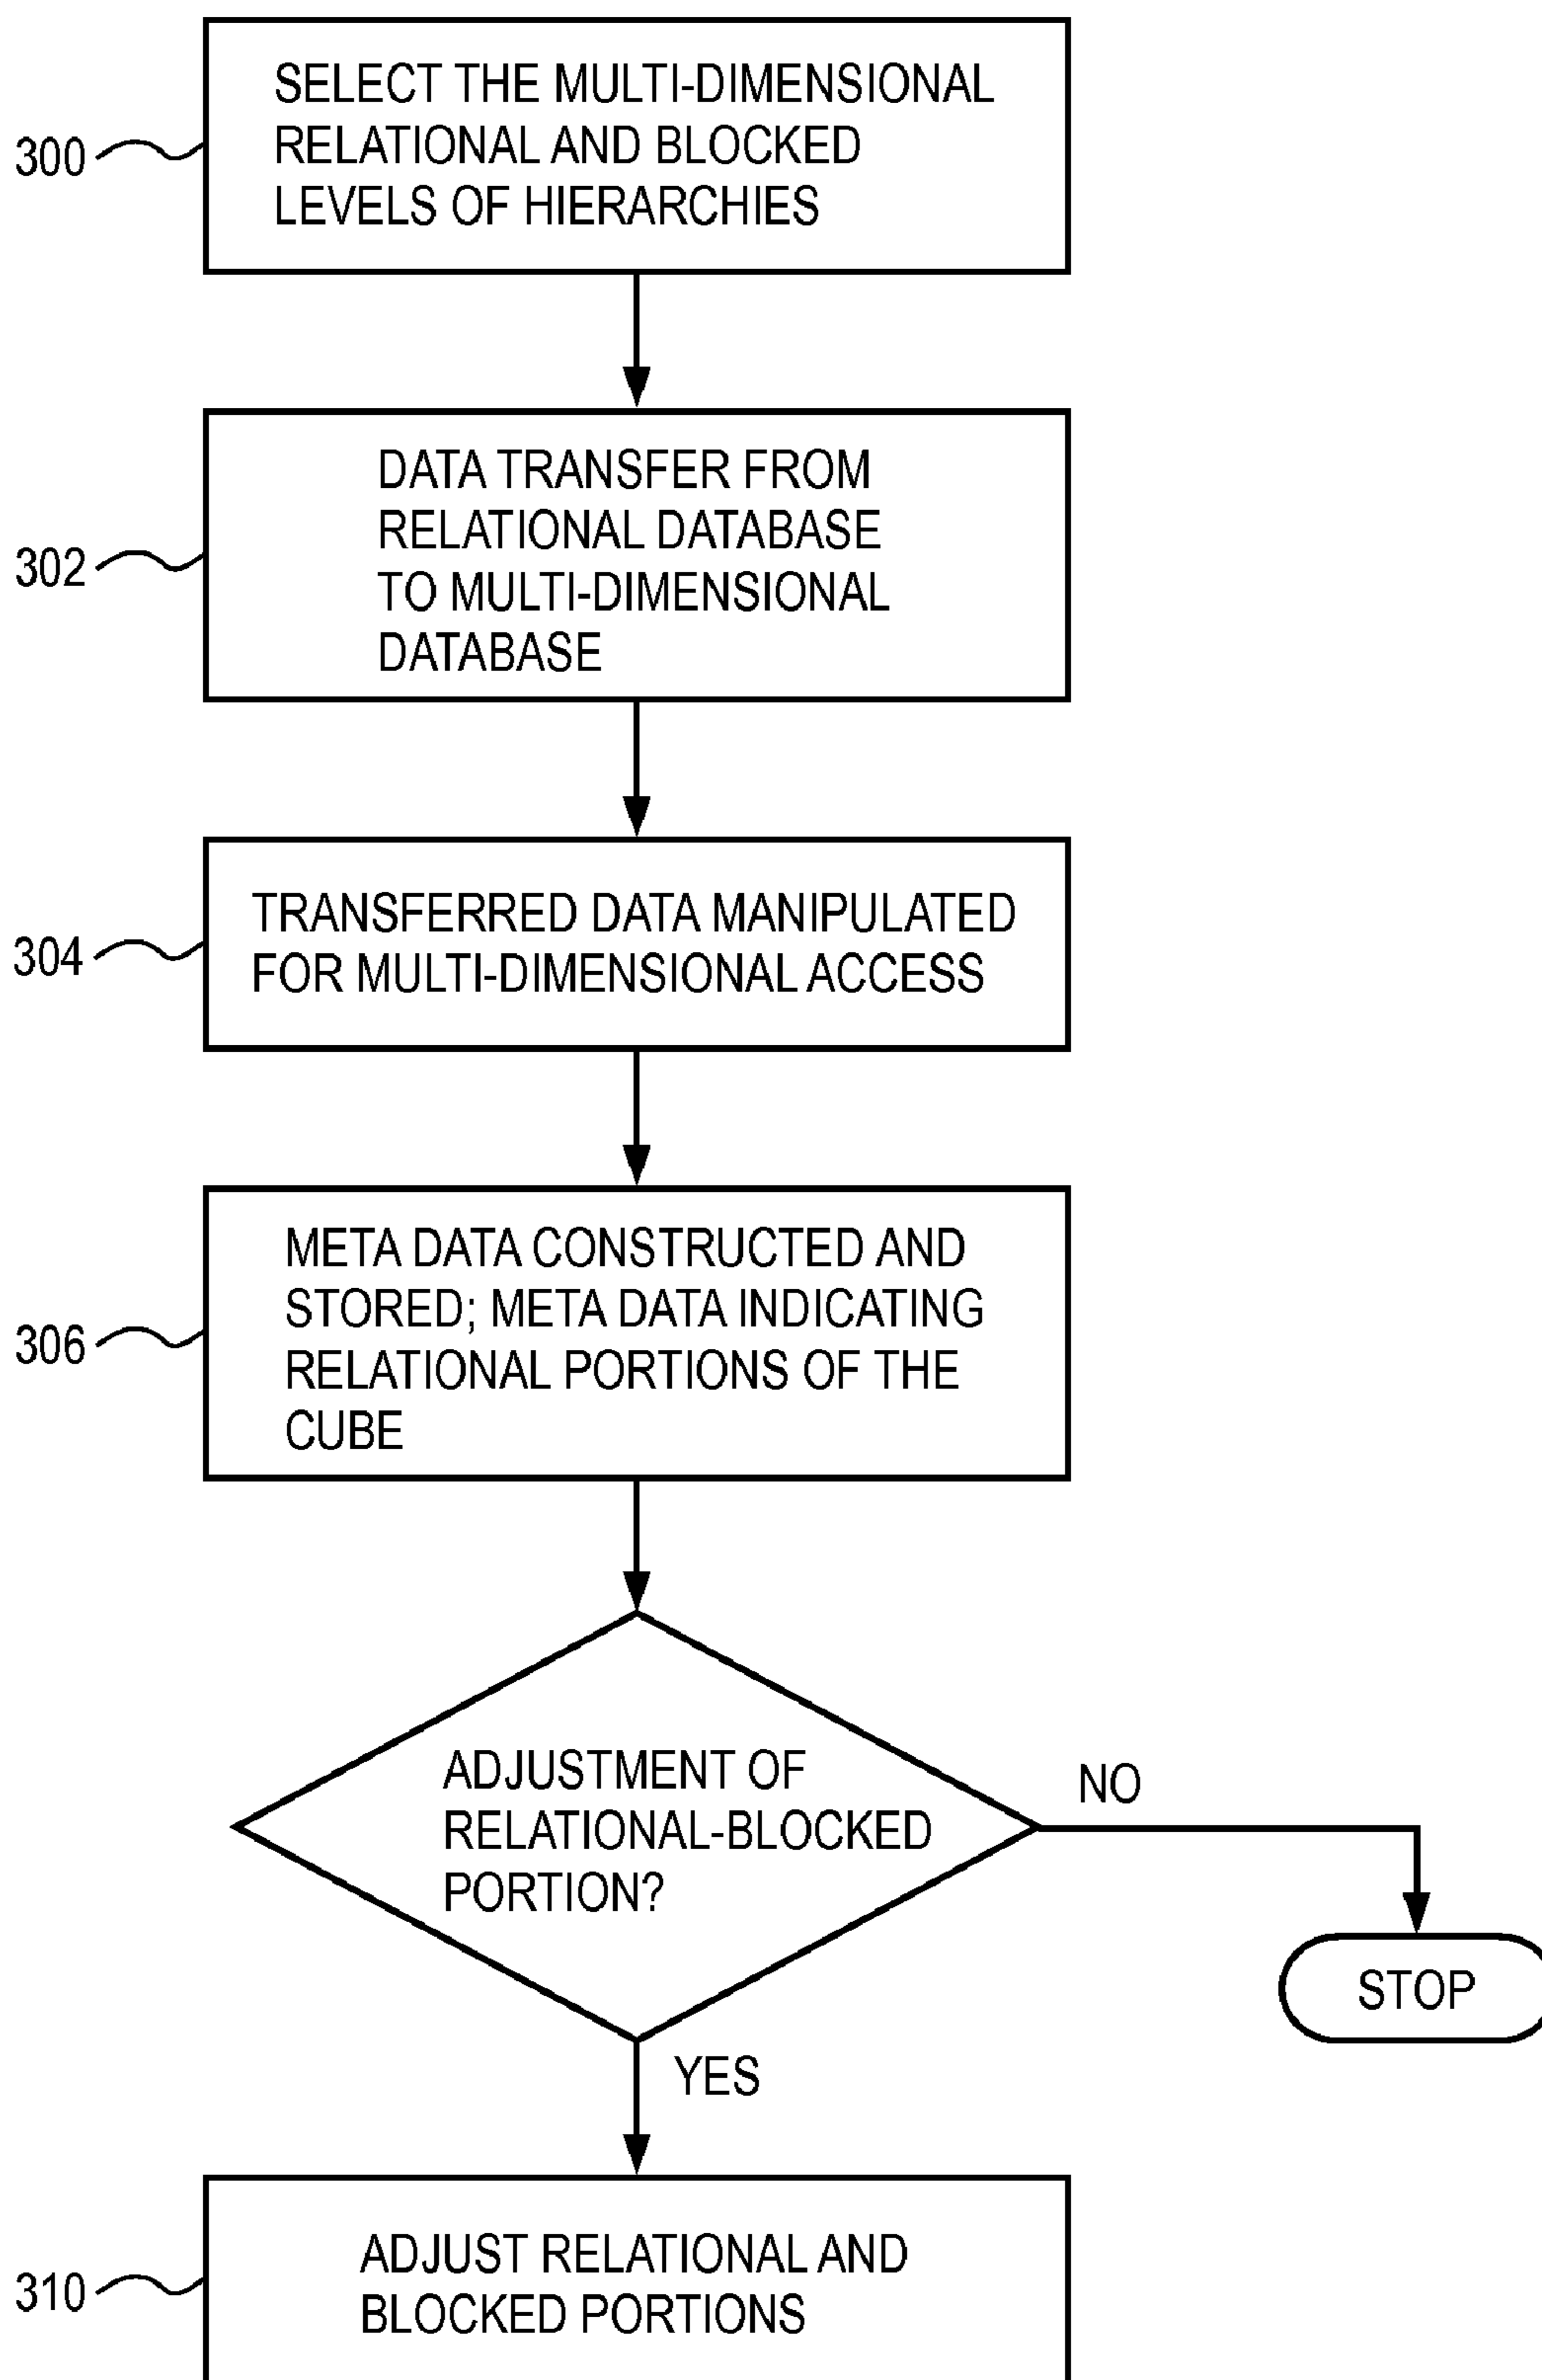 300
SELECT THE MULTI-DIMENSIONAL
RELATIONAL AND BLOCKED
LEVELS OF HIERARCHIES
302
DATA TRANSFER FROM
RELATIONAL DATABASE
TO MULTI-DIMENSIONAL
DATABASE
304
TRANSFERRED DATA MANIPULATED
FOR MULTI-DIMENSIONAL ACCESS
306
META DATA CONSTRUCTED AND
STORED; META DATA INDICATING
RELATIONAL PORTIONS OF THE
CUBE
ADJUSTMENT OF
RELATIONAL-BLOCKED
PORTION?
NO
STOP
YES
310
ADJUST RELATIONAL AND
BLOCKED PORTIONS